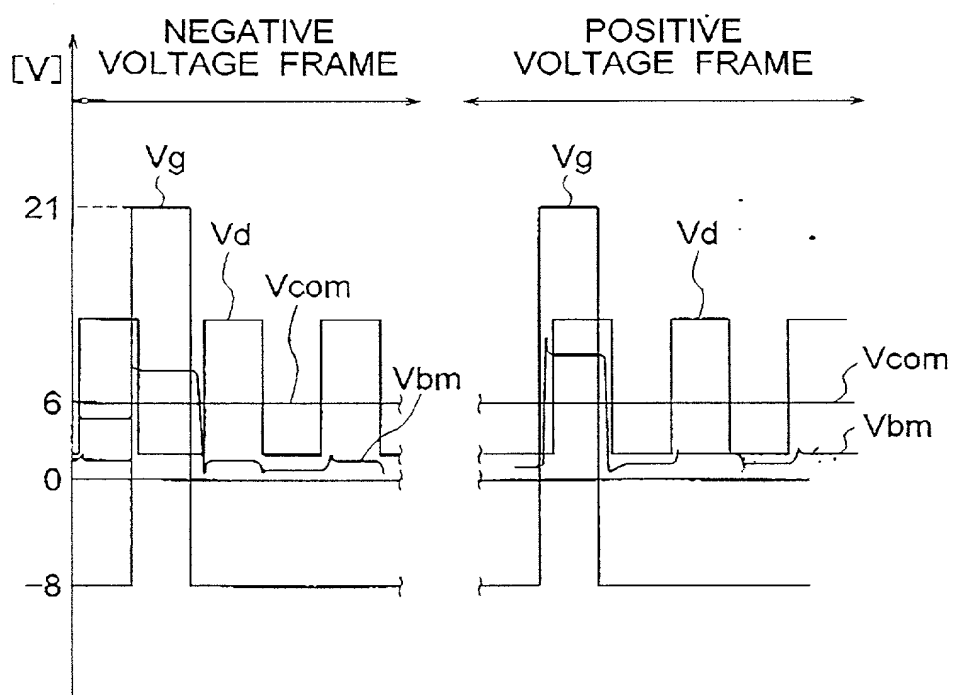 NEGATIVE
VOLTAGE FRAME
POSITIVE
VOLTAGE FRAME
[V]
Vg
Vg
21
Vd
Vd
Vcom
Vbm
Vcom
6
Vbm
0
−8